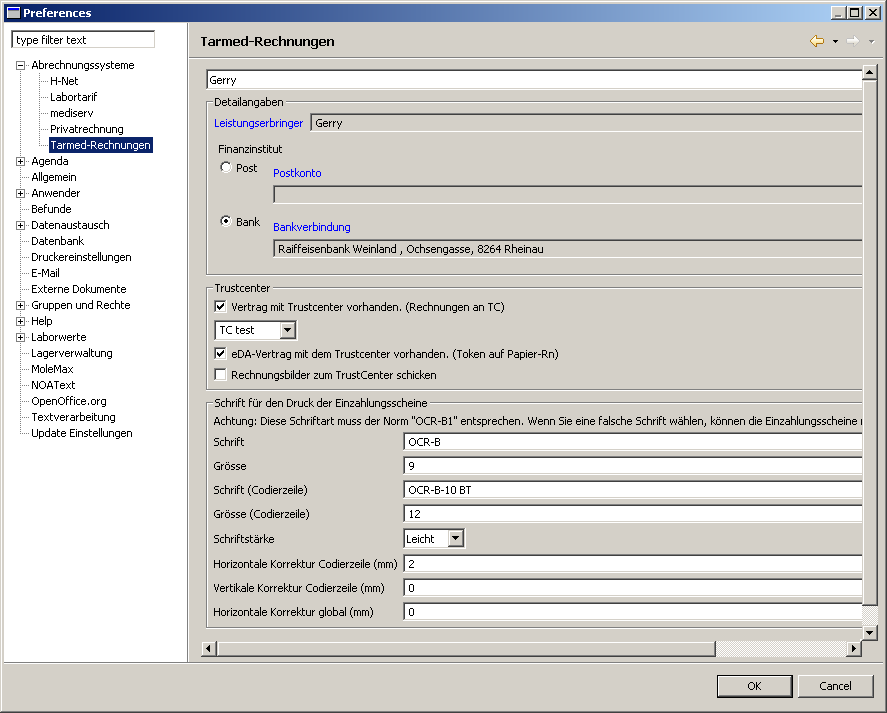 Preferences
type filter text
Tarmed-Rechnungen
Abrechnungssysteme
H-Net
Labortarif
mediserv
Privatrechnung
Tarmed-Rechnungen
Agenda
Allgemein
Anwender
Befunde
Datenaustausch
Datenbank
Druckereinstellungen
E-Mail
Externe Dokumente
Gruppen und Rechte
Help
Laborwerte
Lagerverwaltung
MoleMax
NOAText
OpenOffice.org
Textverarbeitung
Update Einstellungen
Gerry
Detailangaben
Leistungserbringer Gerry
Finanzinstitut
Post Postkonto
Bank Bankverbindung
Raiffeisenbank Weinland , Ochsengasse, 8264 Rheinau
Trustcenter
Vertrag mit Trustcenter vorhanden. (Rechnungen an TC)
TC test
eDA-Vertrag mit dem Trustcenter vorhanden. (Token auf Papier-Rn)
Rechnungsbilder zum TrustCenter schicken
Schrift für den Druck der Einzahlungsscheine
Achtung: Diese Schriftart muss der Norm "OCR-B1" entsprechen. Wenn Sie eine falsche Schrift wählen, können die Einzahlungsscheine
Schrift OCR-B
Grösse 9
Schrift (Codierzeile) OCR-B-10 BT
Grösse (Codierzeile) 12
Schriftstärke Leicht
Horizontale Korrektur Codierzeile (mm) 2
Vertikale Korrektur Codierzeile (mm) 0
Horizontale Korrektur global (mm) 0
OK Cancel